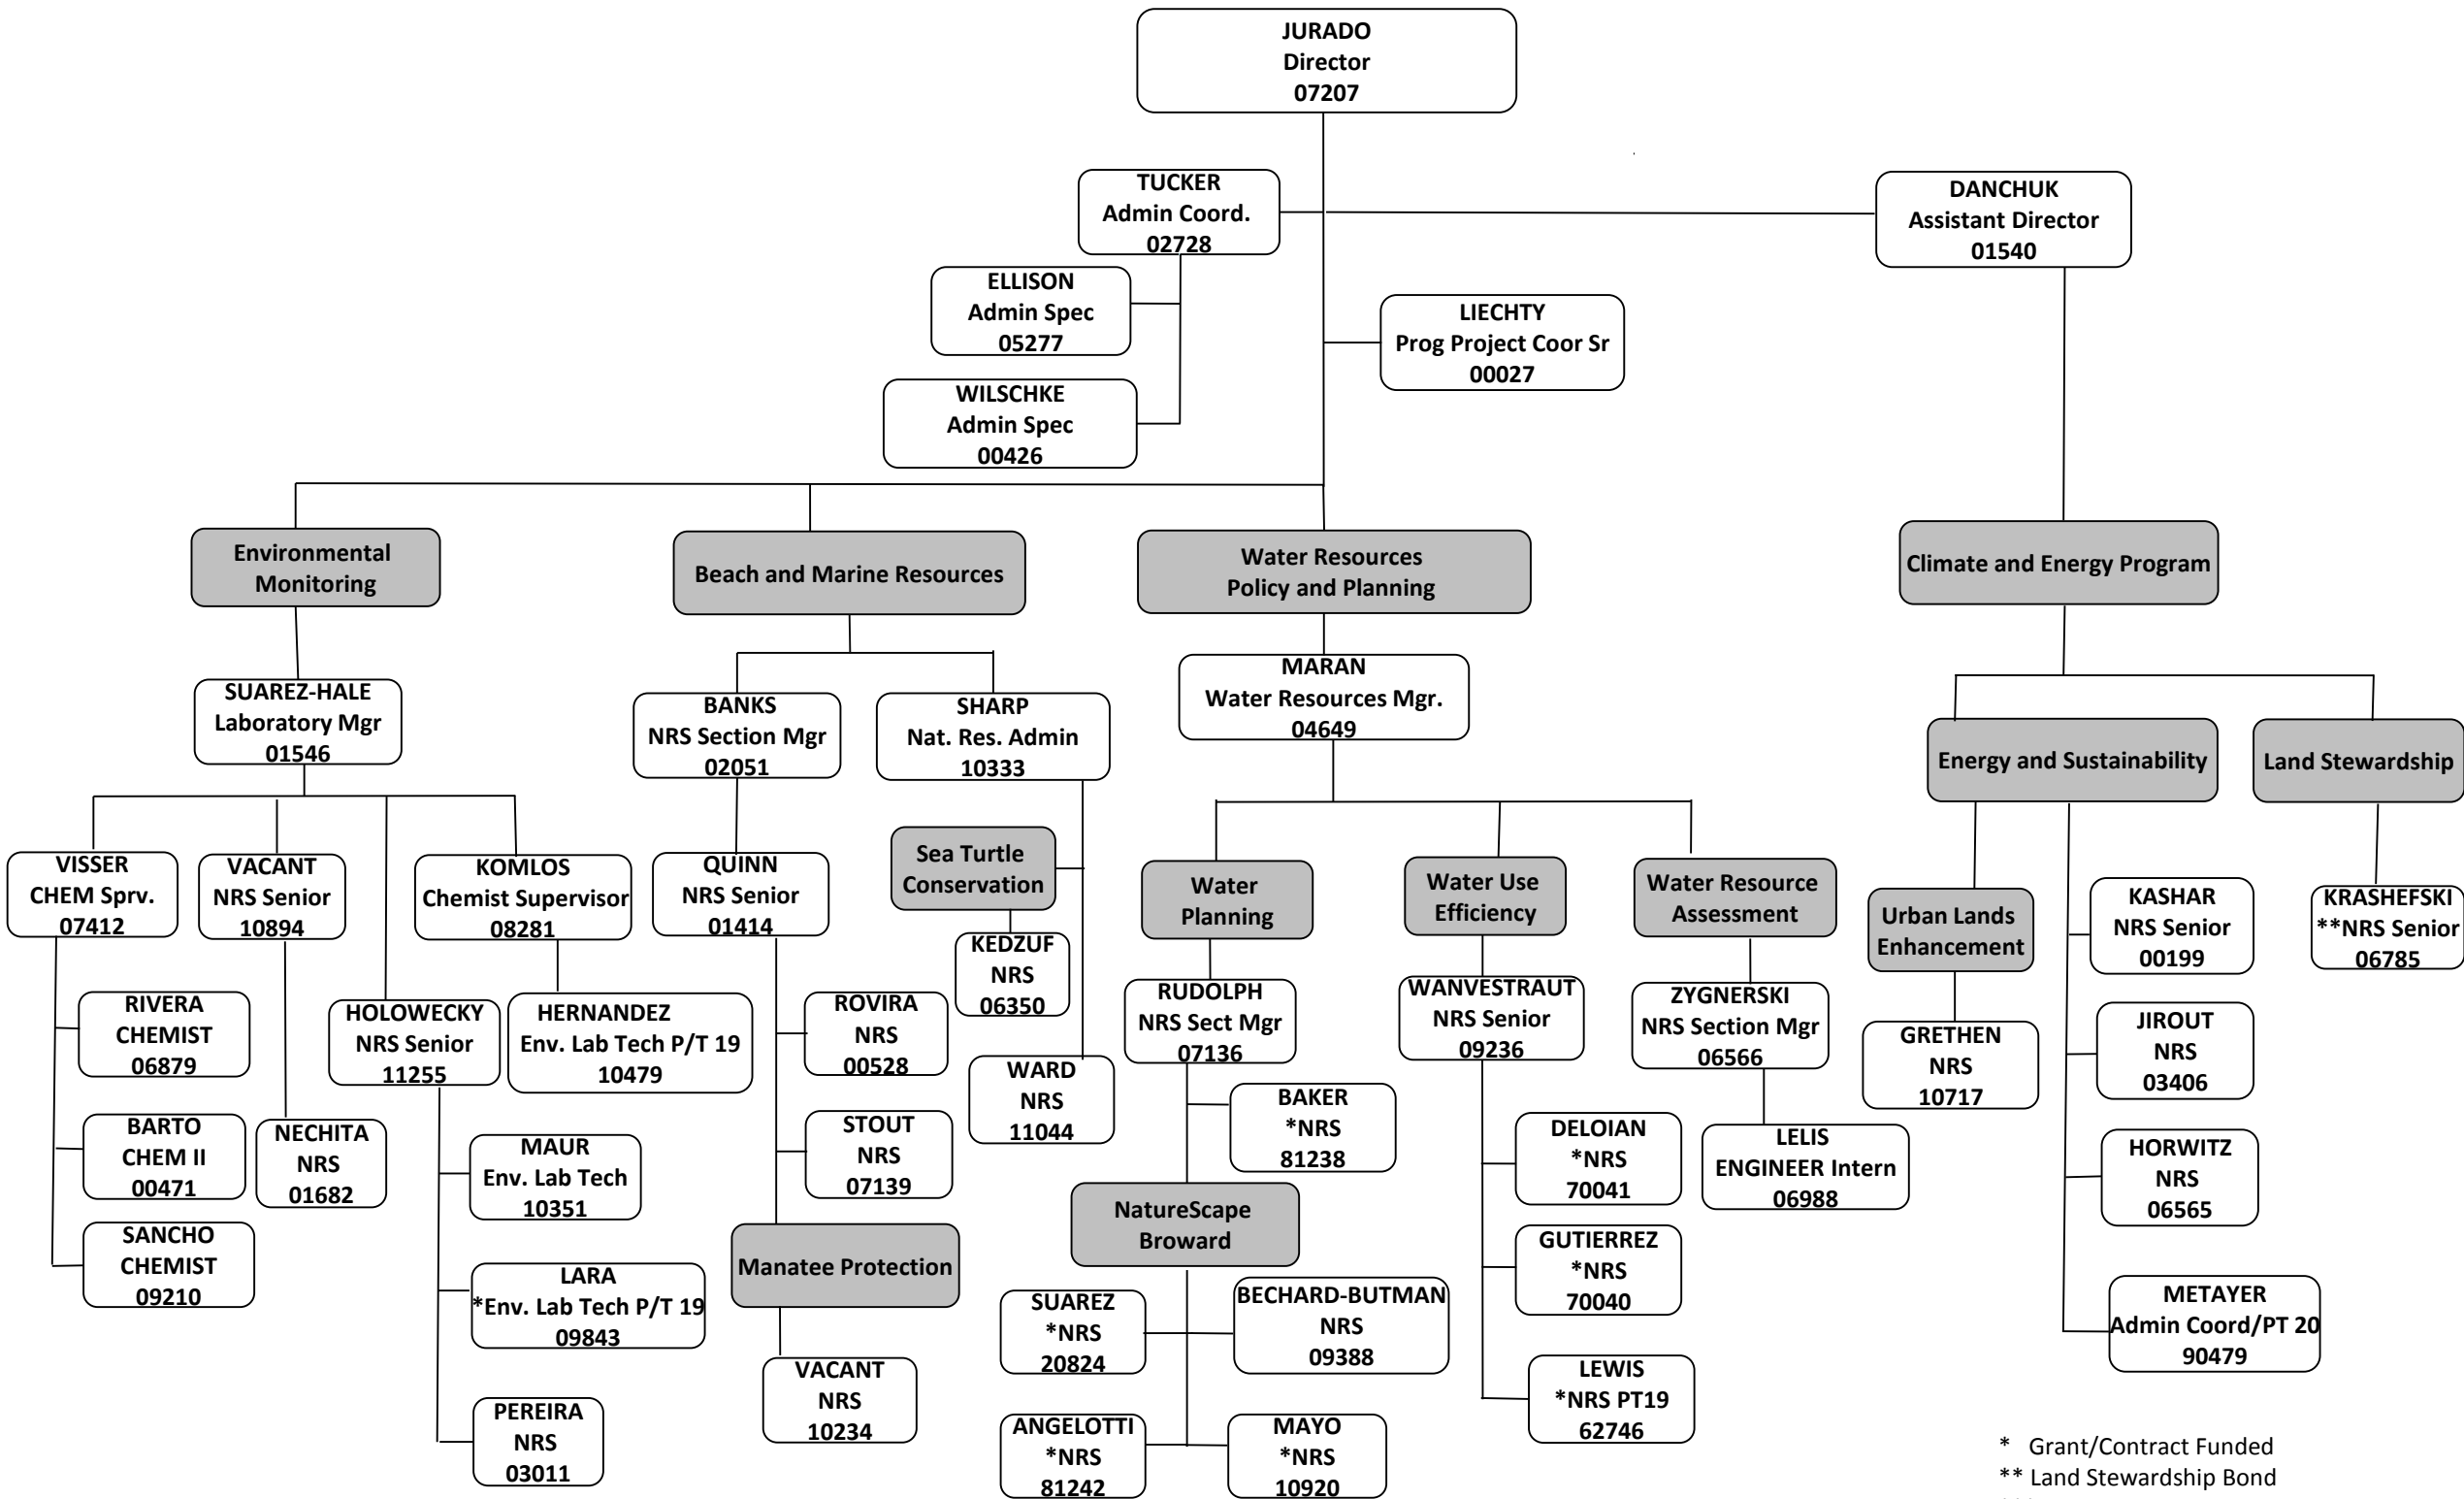 JURADO
Director
07207
TUCKER
Admin Coord.
02728
DANCHUK
Assistant Director
01540
ELLISON
Admin Spec
05277
LIECHTY
Prog Project Coor Sr
00027
WILSCHKE
Admin Spec
00426
Environmental
Monitoring
Beach and Marine Resources
Water Resources
Policy and Planning
Climate and Energy Program
SUAREZ-HALE
Laboratory Mgr
01546
BANKS
NRS Section Mgr
02051
SHARP
Nat. Res. Admin
10333
MARAN
Water Resources Mgr.
04649
Energy and Sustainability
Land Stewardship
VISSER
CHEM Sprv.
07412
VACANT
NRS Senior
10894
KOMLOS
Chemist Supervisor
08281
QUINN
NRS Senior
01414
Sea Turtle
Conservation
Water
Planning
Water Use
Efficiency
Water Resource
Assessment
Urban Lands
Enhancement
KASHAR
NRS Senior
00199
KRASHEFSKI
**NRS Senior
06785
KEDZUF
NRS
06350
RIVERA
CHEMIST
06879
HOLOWECKY
NRS Senior
11255
HERNANDEZ
Env. Lab Tech P/T 19
10479
ROVIRA
NRS
00528
RUDOLPH
NRS Sect Mgr
07136
WANVESTRAUT
NRS Senior
09236
ZYGNERSKI
NRS Section Mgr
06566
GRETHEN
NRS
10717
JIROUT
NRS
03406
WARD
NRS
11044
BARTO
CHEM II
00471
NECHITA
NRS
01682
MAUR
Env. Lab Tech
10351
STOUT
NRS
07139
BAKER
*NRS
81238
DELOIAN
*NRS
70041
LELIS
ENGINEER Intern
06988
HORWITZ
NRS
06565
SANCHO
CHEMIST
09210
LARA
*Env. Lab Tech P/T 19
09843
Manatee Protection
NatureScape
Broward
GUTIERREZ
*NRS
70040
SUAREZ
*NRS
20824
BECHARD-BUTMAN
NRS
09388
METAYER
Admin Coord/PT 20
90479
VACANT
NRS
10234
LEWIS
*NRS PT19
62746
PEREIRA
NRS
03011
ANGELOTTI
*NRS
81242
MAYO
*NRS
10920
* Grant/Contract Funded
** Land Stewardship Bond